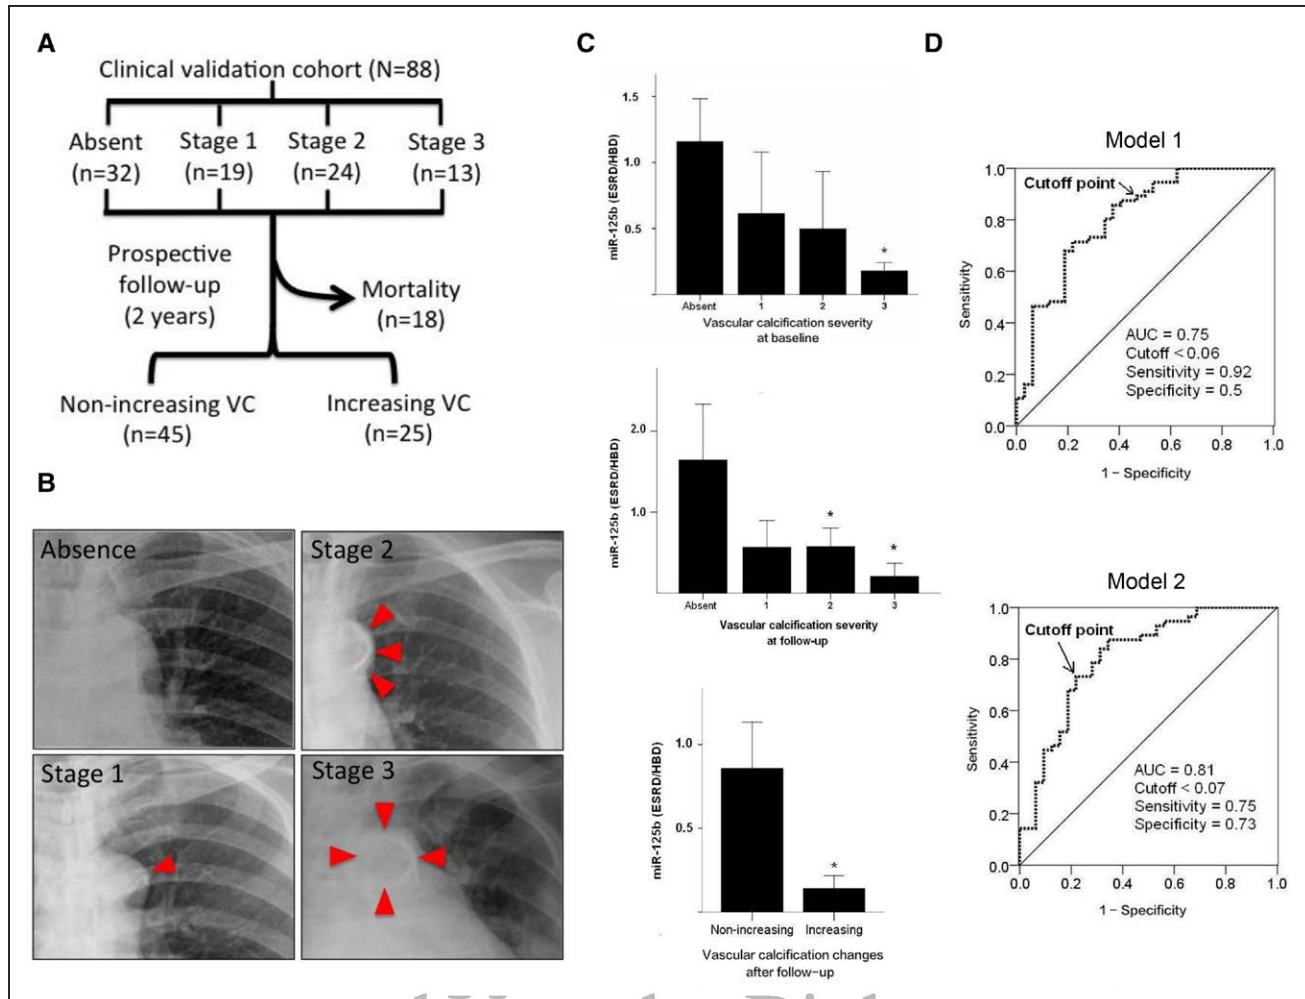 A
Clinical validation cohort (N=88)
Absent Stage 1 Stage 2 Stage 3
(n=32) (n=19) (n=24) (n=13)
Prospective
follow-up
(2 years)
Mortality
(n=18)
Non-increasing VC
(n=45)
Increasing VC
(n=25)
B
Absence
Stage 2
Stage 1
Stage 3
C
miR-125b (ESRD/HBD)
1.5
1.0
0.5
*
Absent 1 2 3
Vascular calcification severity
at baseline
miR-125b (ESRD/HBD)
2.0
1.0
*
*
Absent 1 2 3
Vascular calcification severity
at follow-up
miR-125b (ESRD/HBD)
1.0
0.5
*
Non-increasing Increasing
Vascular calcification changes
after follow-up
D
Model 1
Sensitivity
1.0
0.8
0.6
0.4
0.2
0.0
Cutoff point
AUC = 0.75
Cutoff < 0.06
Sensitivity = 0.92
Specificity = 0.5
0.0 0.2 0.4 0.6 0.8 1.0
1 - Specificity
Model 2
Sensitivity
1.0
0.8
0.6
0.4
0.2
0.0
Cutoff point
AUC = 0.81
Cutoff < 0.07
Sensitivity = 0.75
Specificity = 0.73
0.0 0.2 0.4 0.6 0.8 1.0
1 - Specificity